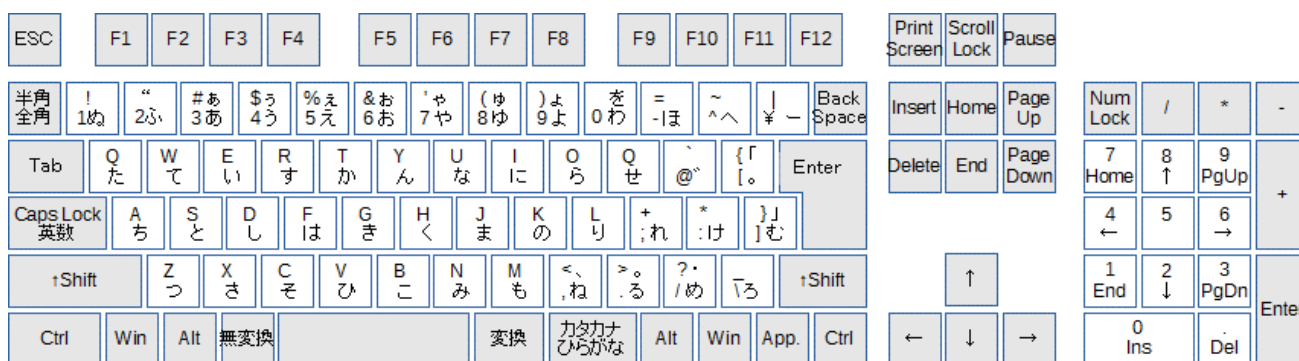 ESC F1 F2 F3 F4 F5 F6 F7 F8 F9 F10 F11 F12 Print Scroll Pause
Screen Lock
半角 ! “ #ぁ $ぅ %ぇ &ぉ 'ゃ (ゅ )ょ を = ~ | Back Insert Home Page Num / * -
全角 1ぬ 2ふ 3あ 4う 5え 6お 7や 8ゆ 9よ 0わ -ほ ^へ ¥ー Space Up Lock
Tab Q W E R T Y U I O Q ` {「 Enter Delete End Page 7 8 9 +
た て い す か ん な に ら せ @゛ [。 Down Home ↑ PgUp
Caps Lock A S D F G H J K L + * }」 4 5 6
英数 ち と し は き く ま の り ;れ :け ]む ← →
↑Shift Z X C V B N M <、 >。 ?・ _ ↑Shift ↑ 1 2 3 Enter
つ さ そ ひ こ み も ,ね .る /め \ろ End ↓ PgDn
Ctrl Win Alt 無変換 変換 カタカナ Alt Win App. Ctrl ← ↓ → 0 .
ひらがな Ins Del